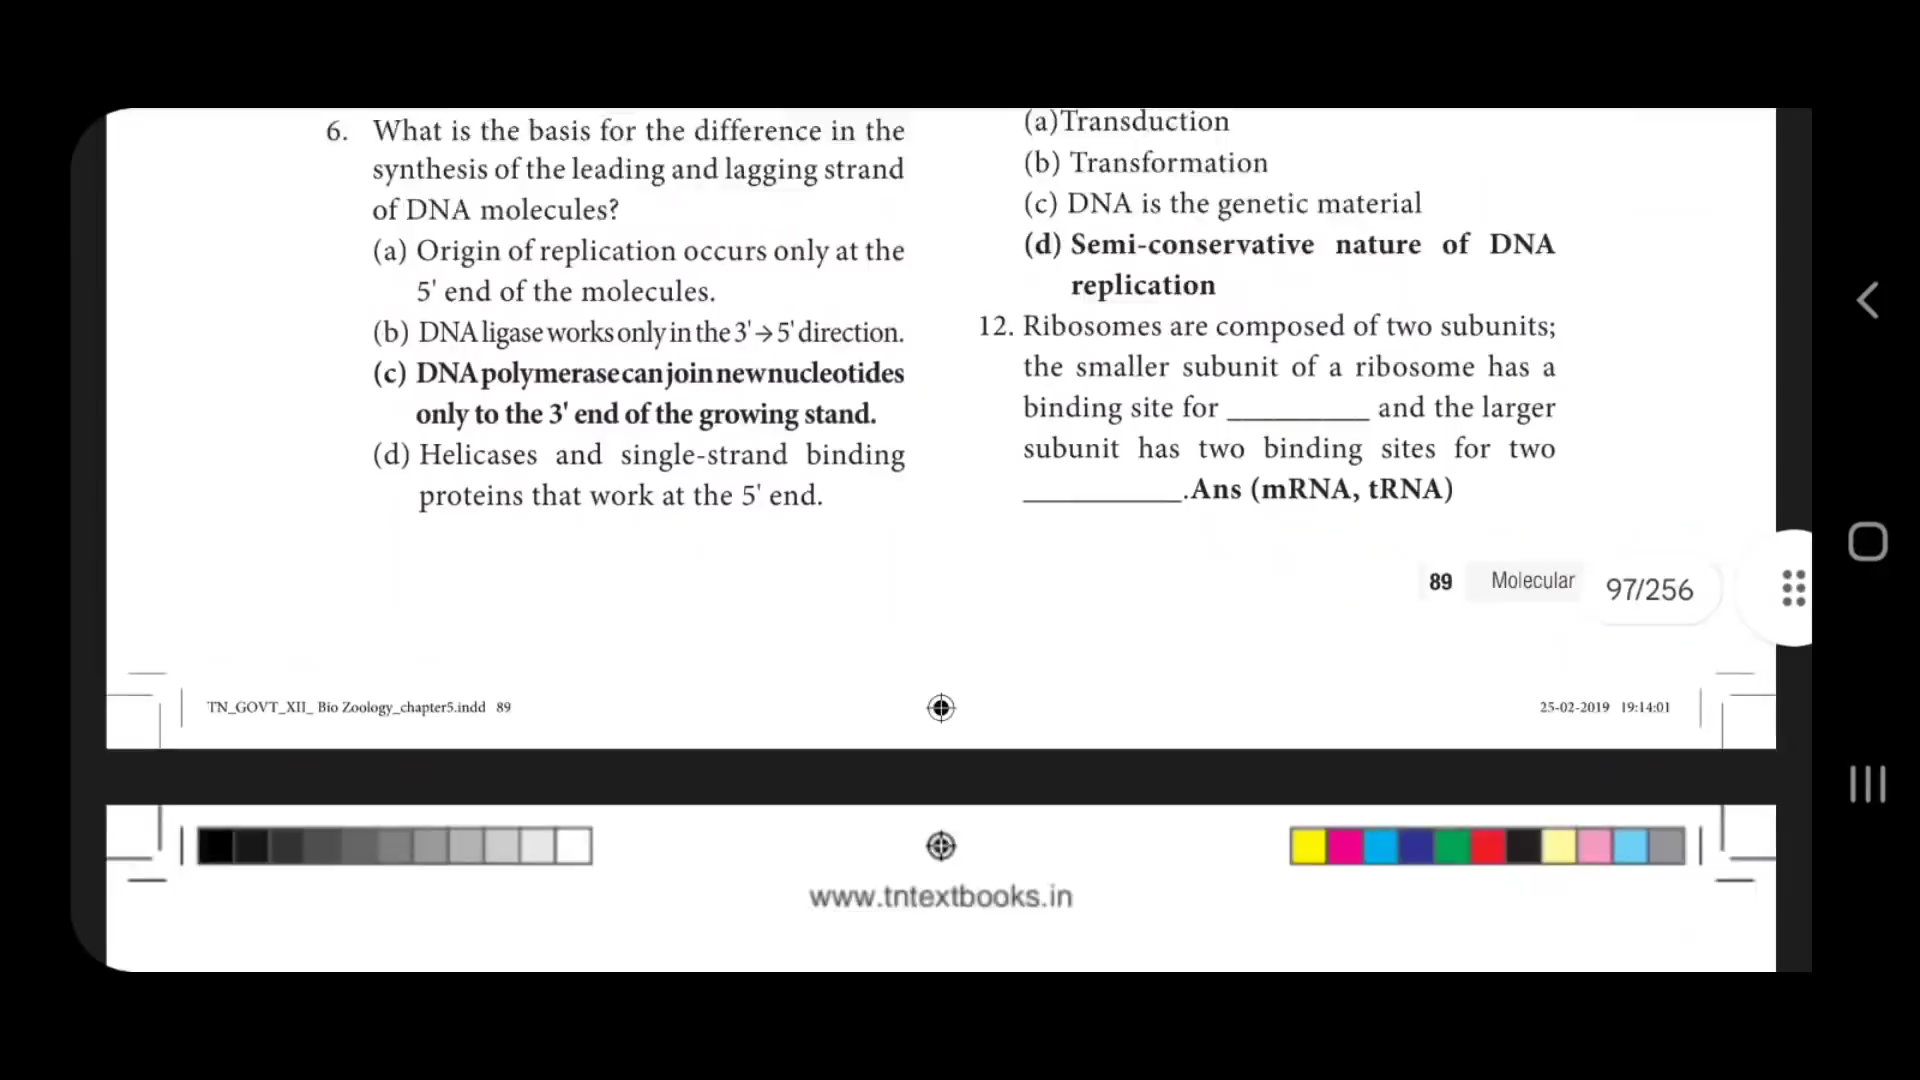 6. What is the basis for the difference in the
synthesis of the leading and lagging strand
of DNA molecules?
(a) Origin of replication occurs only at the
5' end of the molecules.
(b) DNA ligase works only in the 3' → 5' direction.
(c) DNA polymerase can join new nucleotides
only to the 3' end of the growing stand.
(d) Helicases and single-strand binding
proteins that work at the 5' end.
(a)Transduction
(b) Transformation
(c) DNA is the genetic material
(d) Semi-conservative nature of DNA
replication
12. Ribosomes are composed of two subunits;
the smaller subunit of a ribosome has a
binding site for __________ and the larger
subunit has two binding sites for two
___________.Ans (mRNA, tRNA)
89 Molecular
97/256
TN_GOVT_XII_ Bio Zoology_chapter5.indd 89
25-02-2019 19:14:01
www.tntextbooks.in